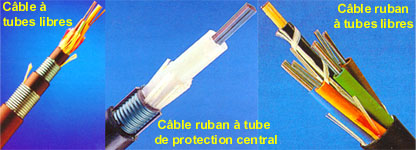 Câble à
tubes libres
Câble ruban à tube
de protection central
Câble ruban
à tubes libres